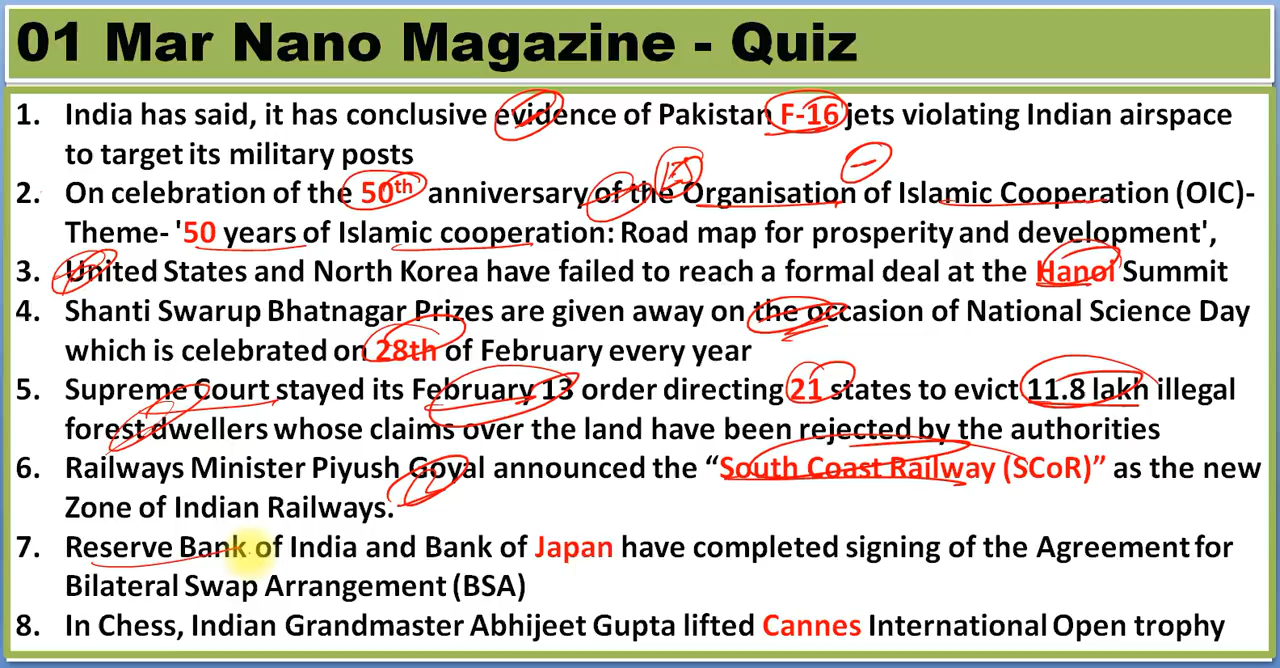 01 Mar Nano Magazine - Quiz
1. India has said, it has conclusive evidence of Pakistan F-16 jets violating Indian airspace
to target its military posts
2. On celebration of the 50th anniversary of the Organisation of Islamic Cooperation (OIC)-
Theme- '50 years of Islamic cooperation: Road map for prosperity and development',
3. United States and North Korea have failed to reach a formal deal at the Hanoi Summit
4. Shanti Swarup Bhatnagar Prizes are given away on the occasion of National Science Day
which is celebrated on 28th of February every year
5. Supreme Court stayed its February 13 order directing 21 states to evict 11.8 lakh illegal
forest dwellers whose claims over the land have been rejected by the authorities
6. Railways Minister Piyush Goyal announced the “South Coast Railway (SCoR)” as the new
Zone of Indian Railways.
7. Reserve Bank of India and Bank of Japan have completed signing of the Agreement for
Bilateral Swap Arrangement (BSA)
8. In Chess, Indian Grandmaster Abhijeet Gupta lifted Cannes International Open trophy